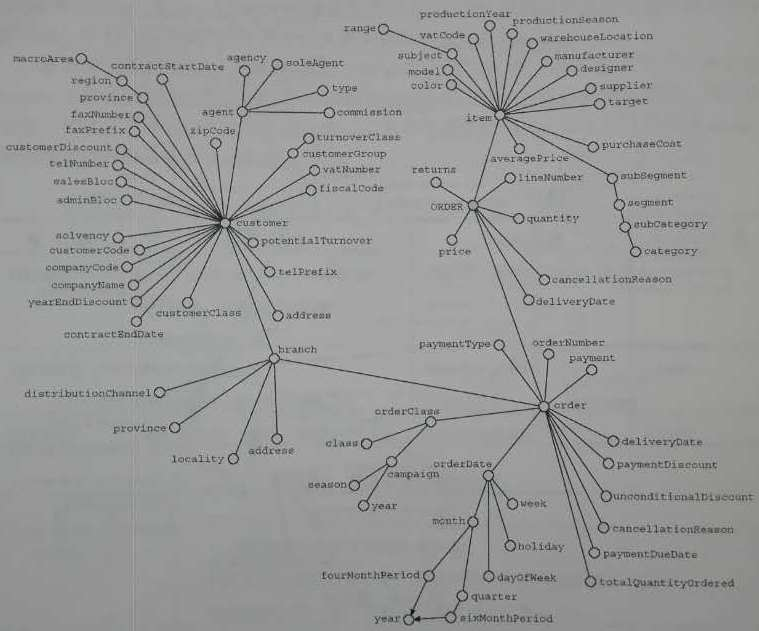 productionYear
range
vatCode
productionSeason
warehouseLocation
subject
manufacturer
model
designer
color
supplier
target
item
averagePrice
purchaseCost
subSegment
segment
subCategory
category
macroArea
contractStartDate
agency
soleAgent
region
type
province
agent
commission
faxNumber
faxPrefix
zipCode
turnoverClass
customerDiscount
customerGroup
telNumber
vatNumber
salesBloc
fiscalCode
adminBloc
customer
solvency
potentialTurnover
customerCode
companyCode
telPrefix
companyName
yearEndDiscount
customerClass
address
contractEndDate
returns
lineNumber
ORDER
quantity
price
cancellationReason
deliveryDate
branch
distributionChannel
province
locality
address
paymentType
orderNumber
payment
order
orderClass
class
campaign
season
year
orderDate
deliveryDate
paymentDiscount
unconditionalDiscount
cancellationReason
paymentDueDate
totalQuantityOrdered
week
month
holiday
dayOfWeek
fourMonthPeriod
quarter
year
sixMonthPeriod